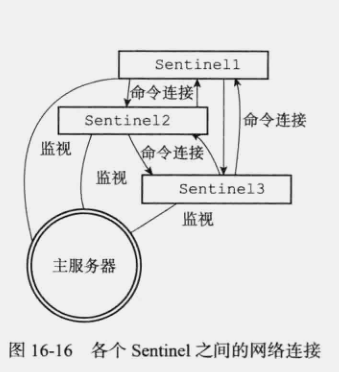 Sentinel1
命令连接
Sentinel2
命令连接
监视
命令连接
监视
Sentinel3
监视
主服务器
图 16-16 各个 Sentinel 之间的网络连接